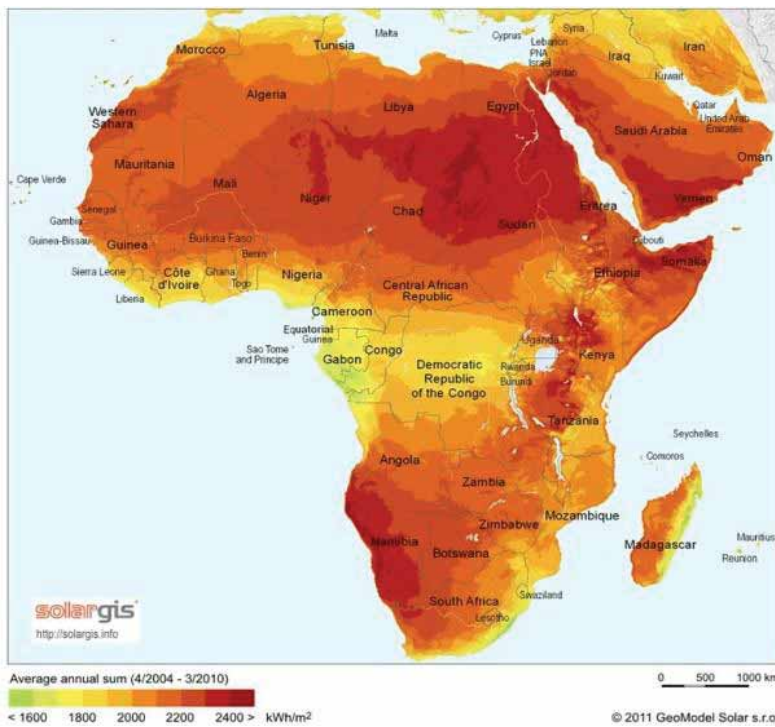 Malta
Cyprus
Syria
Lebanon
PNA
Israel
Jordan
Iraq
Iran
Kuwait
Morocco
Tunisia
Algeria
Libya
Egypt
Qatar
United Arab
Emirates
Saudi Arabia
Oman
Western
Sahara
Mauritania
Cape Verde
Mali
Niger
Chad
Sudan
Eritrea
Yemen
Senegal
Gambia
Guinea-Bissau
Guinea
Burkina Faso
Benin
Djibouti
Somalia
Ethiopia
Sierra Leone
Côte
d'Ivoire
Ghana
Togo
Nigeria
Liberia
Central African
Republic
Cameroon
Equatorial
Guinea
Sao Tome
and Principe
Gabon
Congo
Democratic
Republic
of the Congo
Uganda
Kenya
Rwanda
Burundi
Tanzania
Seychelles
Comoros
Angola
Zambia
Mozambique
Zimbabwe
Madagascar
Mauritius
Reunion
Namibia
Botswana
Swaziland
South Africa
Lesotho
solargis
http://solargis.info
Average annual sum (4/2004 - 3/2010)
< 1600 1800 2000 2200 2400 > kWh/m²
0 500 1000 km
© 2011 GeoModel Solar s.r.o.